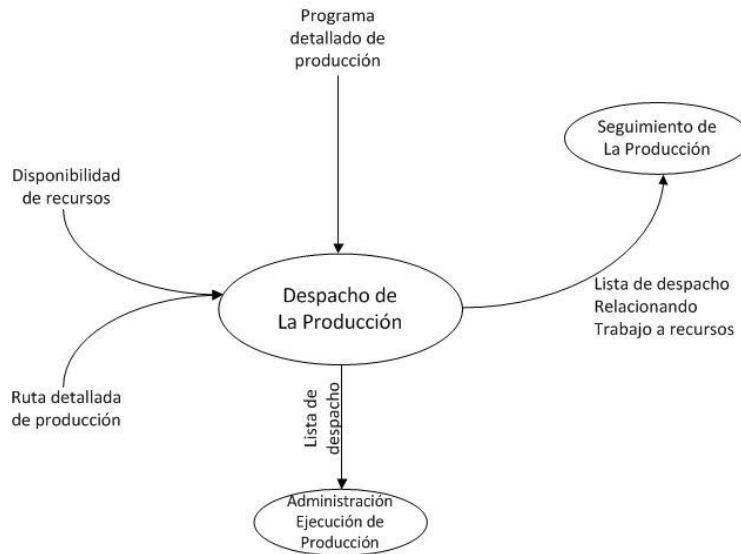 Programa
detallado de
producción
Seguimiento de
La Producción
Disponibilidad
de recursos
Despacho de
La Producción
Lista de despacho
Relacionando
Trabajo a recursos
Ruta detallada
de producción
Lista de
despacho
Administración
Ejecución de
Producción